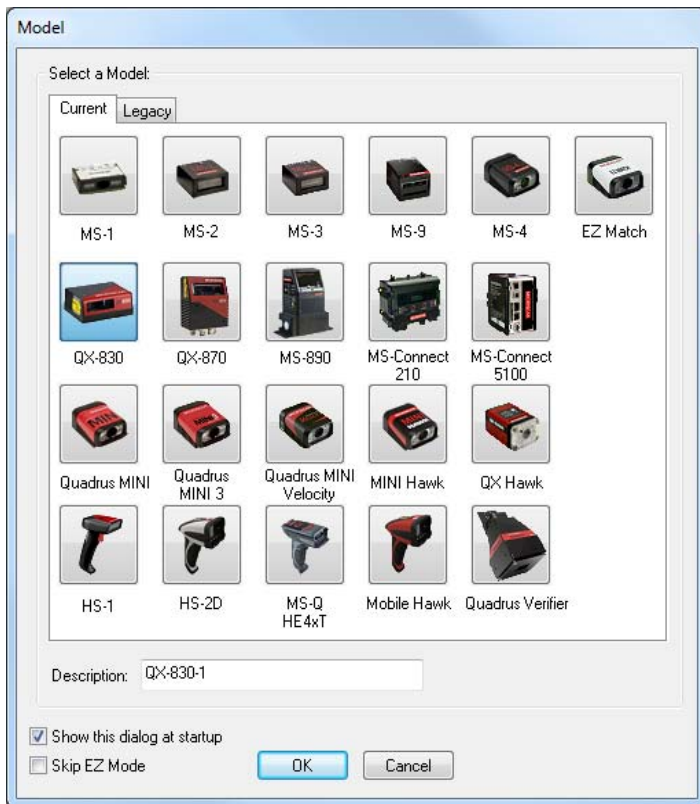 Model
Select a Model:
Current
Legacy
MS-1
MS-2
MS-3
MS-9
MS-4
EZ Match
QX-830
QX-870
MS-890
MS-Connect
210
MS-Connect
5100
Quadrus MINI
Quadrus
MINI 3
Quadrus MINI
Velocity
MINI Hawk
QX Hawk
HS-1
HS-2D
MS-Q
HE4xT
Mobile Hawk
Quadrus Verifier
Description:
QX-830-1
Show this dialog at startup
Skip EZ Mode
OK
Cancel